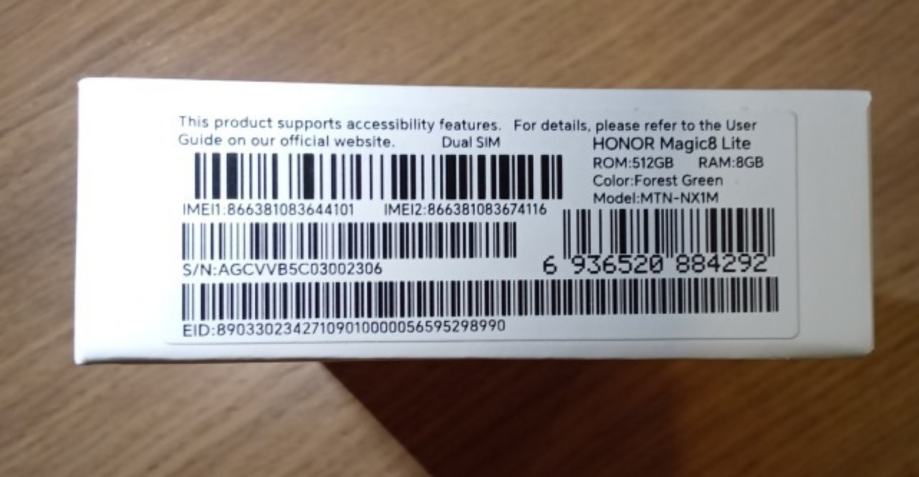 This product supports accessibility features. For details, please refer to the User
Guide on our official website. Dual SIM
HONOR Magic8 Lite
ROM:512GB RAM:8GB
Color:Forest Green
Model:MTN-NX1M
IMEI1:866381083644101 IMEI2:866381083674116
S/N:AGCVVB5C03002306
6 936520 884292
EID:89033023427109010000056595298990